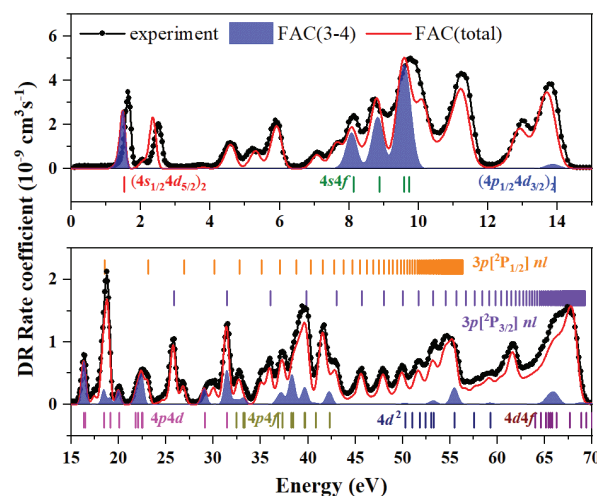 experiment FAC(3-4) FAC(total)
6
4
2
0
(4s1/24d5/2)2 4s4f (4p1/24d3/2)2
0 2 4 6 8 10 12 14
DR Rate coefficient (10⁻⁹ cm³s⁻¹)
3p[²P1/2] nl
3p[²P3/2] nl
2
1
0
4p4d 4p4f 4d² 4d4f
15 20 25 30 35 40 45 50 55 60 65 70
Energy (eV)